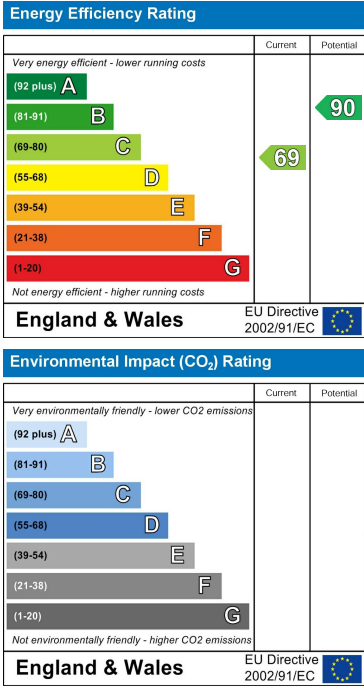 Energy Efficiency Rating
Current Potential
Very energy efficient - lower running costs
(92 plus) A
(81-91) B
(69-80) C
(55-68) D
(39-54) E
(21-38) F
(1-20) G
90
69
Not energy efficient - higher running costs
England & Wales
EU Directive
2002/91/EC
Environmental Impact (CO₂) Rating
Current Potential
Very environmentally friendly - lower CO2 emissions
(92 plus) A
(81-91) B
(69-80) C
(55-68) D
(39-54) E
(21-38) F
(1-20) G
Not environmentally friendly - higher CO2 emissions
England & Wales
EU Directive
2002/91/EC